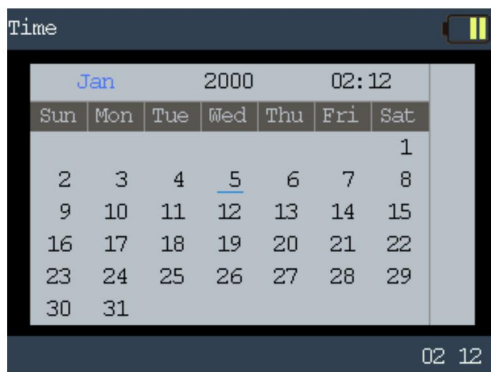 Time
Jan 2000 02:12
Sun Mon Tue Wed Thu Fri Sat
1
2 3 4 5 6 7 8
9 10 11 12 13 14 15
16 17 18 19 20 21 22
23 24 25 26 27 28 29
30 31
02 12